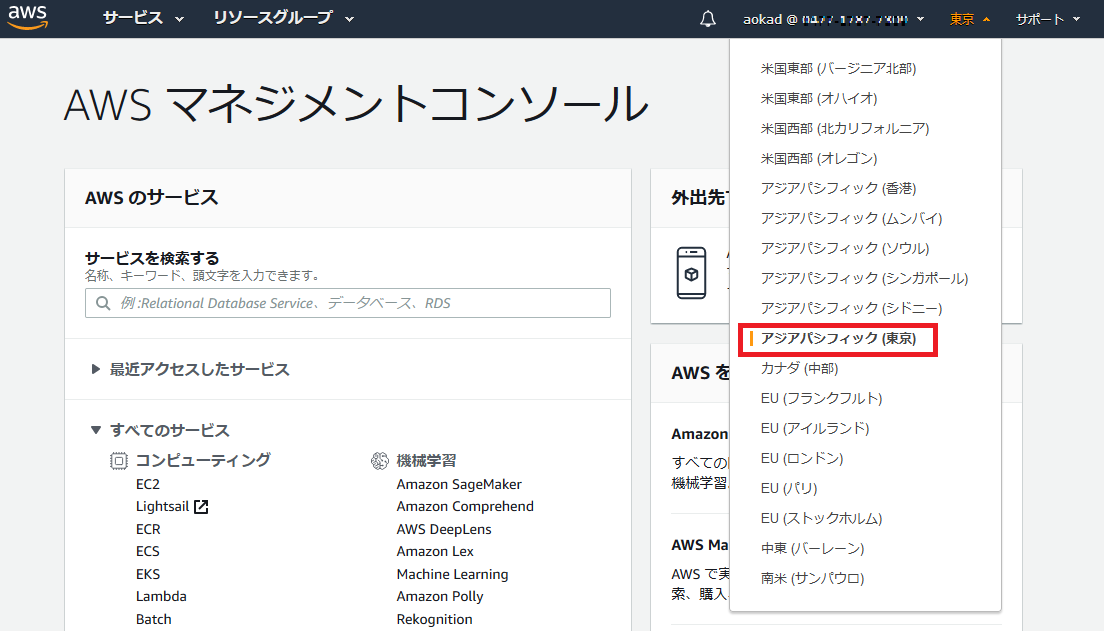 aws サービス リソースグループ aokad @ 東京 サポート
AWS マネジメントコンソール
AWS のサービス
サービスを検索する
名称、キーワード、頭文字を入力できます。
例 :Relational Database Service、データベース、RDS
最近アクセスしたサービス
すべてのサービス
コンピューティング
EC2
Lightsail
ECR
ECS
EKS
Lambda
Batch
機械学習
Amazon SageMaker
Amazon Comprehend
AWS DeepLens
Amazon Lex
Machine Learning
Amazon Polly
Rekognition
外出先
AWS を
Amazon
すべての
機械学習
AWS Ma
AWS で実
索、購入
米国東部 (バージニア北部)
米国東部 (オハイオ)
米国西部 (北カリフォルニア)
米国西部 (オレゴン)
アジアパシフィック (香港)
アジアパシフィック (ムンバイ)
アジアパシフィック (ソウル)
アジアパシフィック (シンガポール)
アジアパシフィック (シドニー)
アジアパシフィック (東京)
カナダ (中部)
EU (フランクフルト)
EU (アイルランド)
EU (ロンドン)
EU (パリ)
EU (ストックホルム)
中東 (バーレーン)
南米 (サンパウロ)